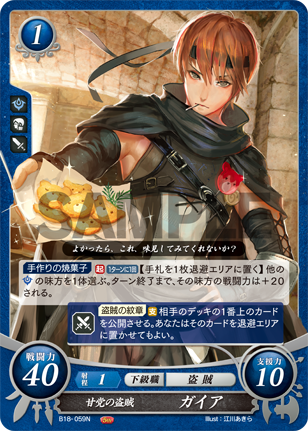 1
SAMPLE
よかったら、これ、味見してみてくれないか？
手作りの焼菓子 起 1ターンに1回 【手札を1枚退避エリアに置く】他の
の味方を1体選ぶ。ターン終了まで、その味方の戦闘力は＋20
される。
盗賊の紋章 支 相手のデッキの1番上のカード
を公開させる。あなたはそのカードを退避エリア
に置かせてもよい。
戦闘力
40
射程 1 下級職 盗賊
支援力
10
甘党の盗賊 ガイア
B18-059N
Illust：江川あきら